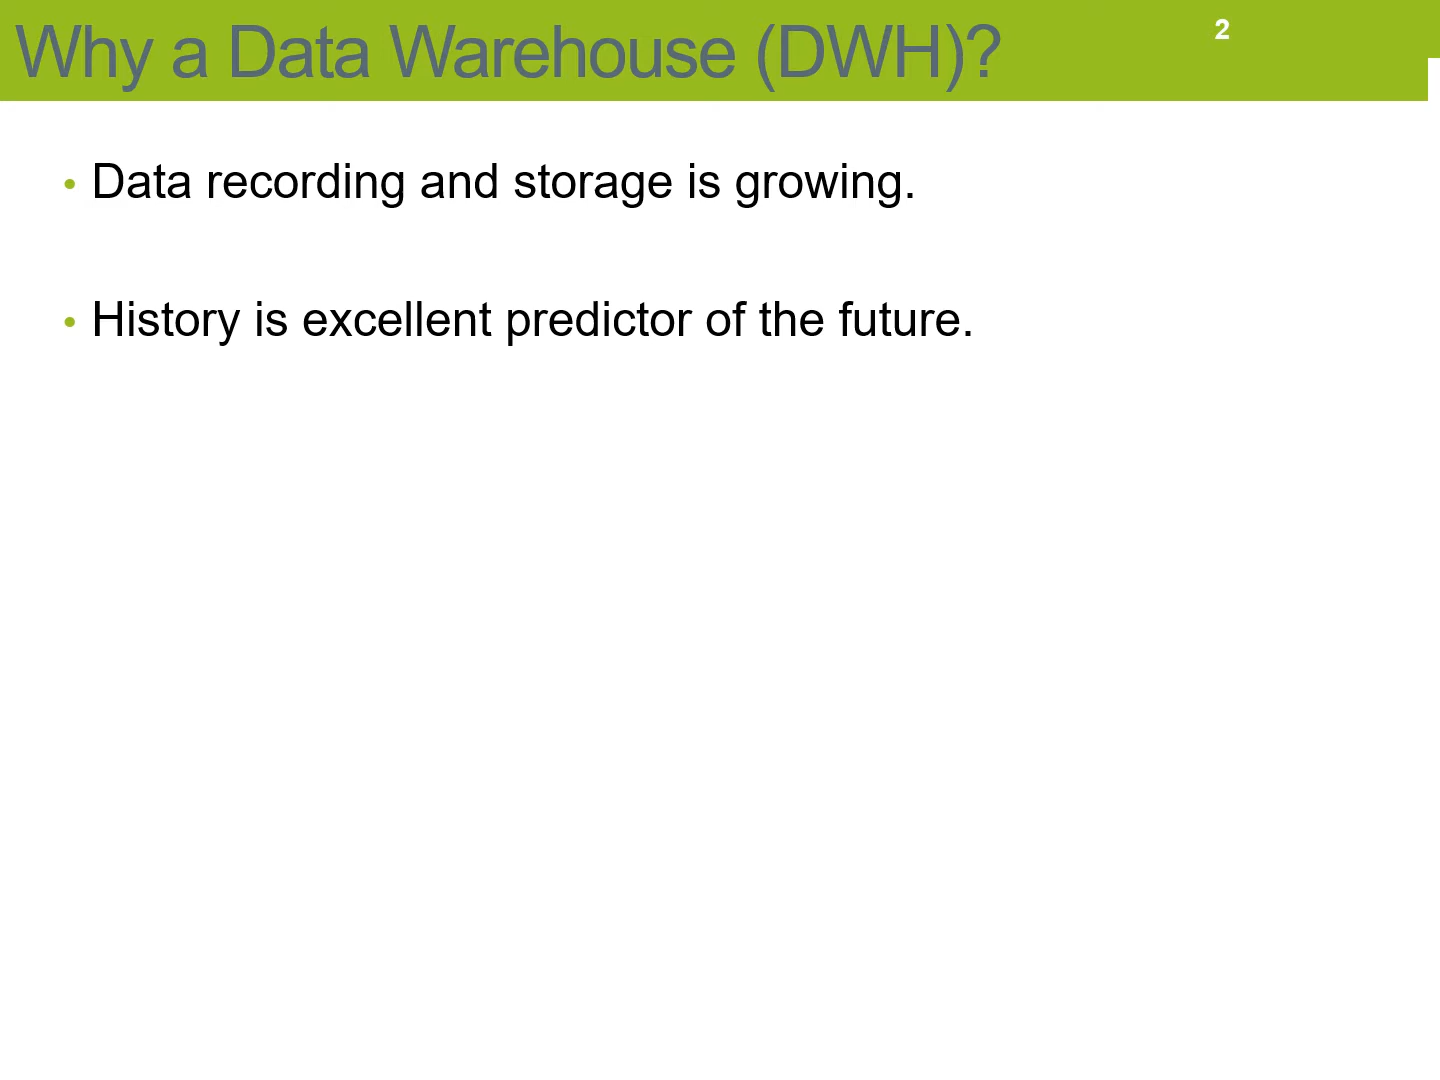 Why a Data Warehouse (DWH)?
2
• Data recording and storage is growing.
• History is excellent predictor of the future.